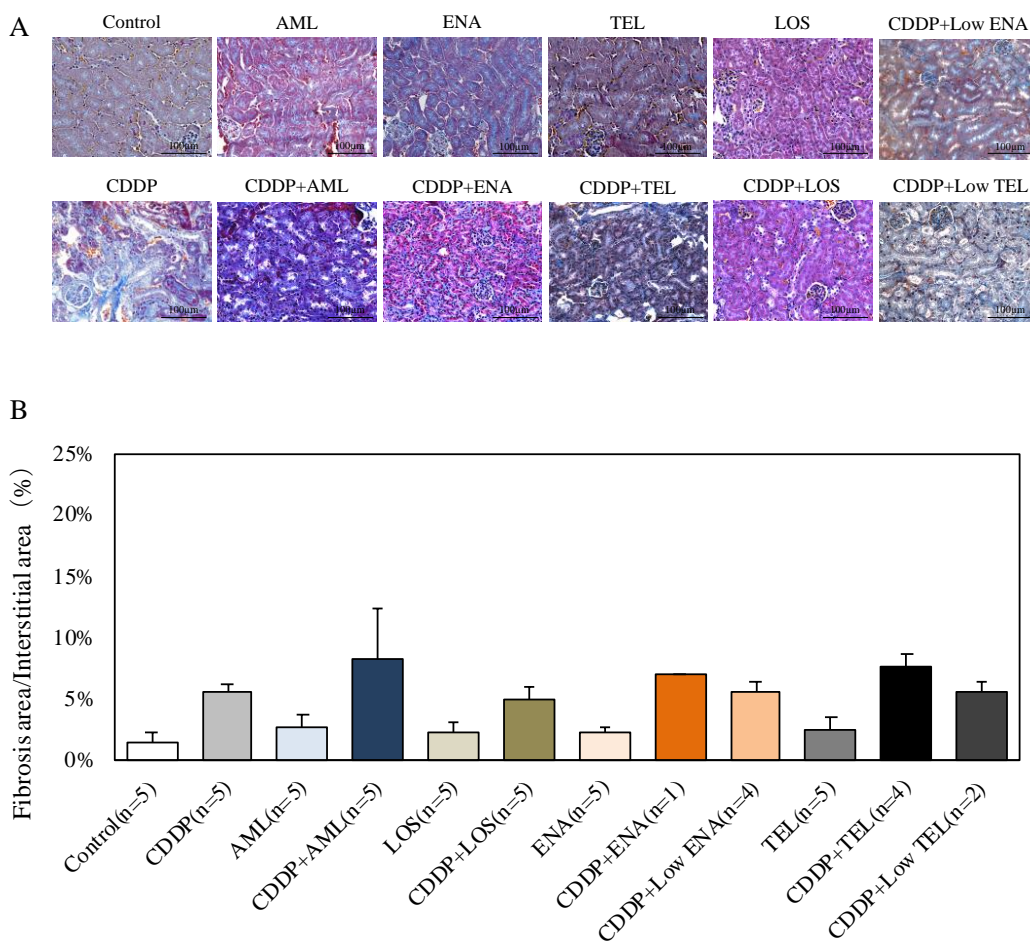 A
Control AML ENA TEL LOS CDDP+Low ENA
100μm 100μm 100μm 100μm 100μm 100μm
CDDP CDDP+AML CDDP+ENA CDDP+TEL CDDP+LOS CDDP+Low TEL
100μm 100μm 100μm 100μm 100μm 100μm
B
Fibrosis area/Interstitial area（%）
25%
20%
15%
10%
5%
0%
Control(n=5)
CDDP(n=5)
AML(n=5)
CDDP+AML(n=5)
LOS(n=5)
CDDP+LOS(n=5)
ENA(n=5)
CDDP+ENA(n=1)
CDDP+Low ENA(n=4)
TEL(n=5)
CDDP+TEL(n=4)
CDDP+Low TEL(n=2)